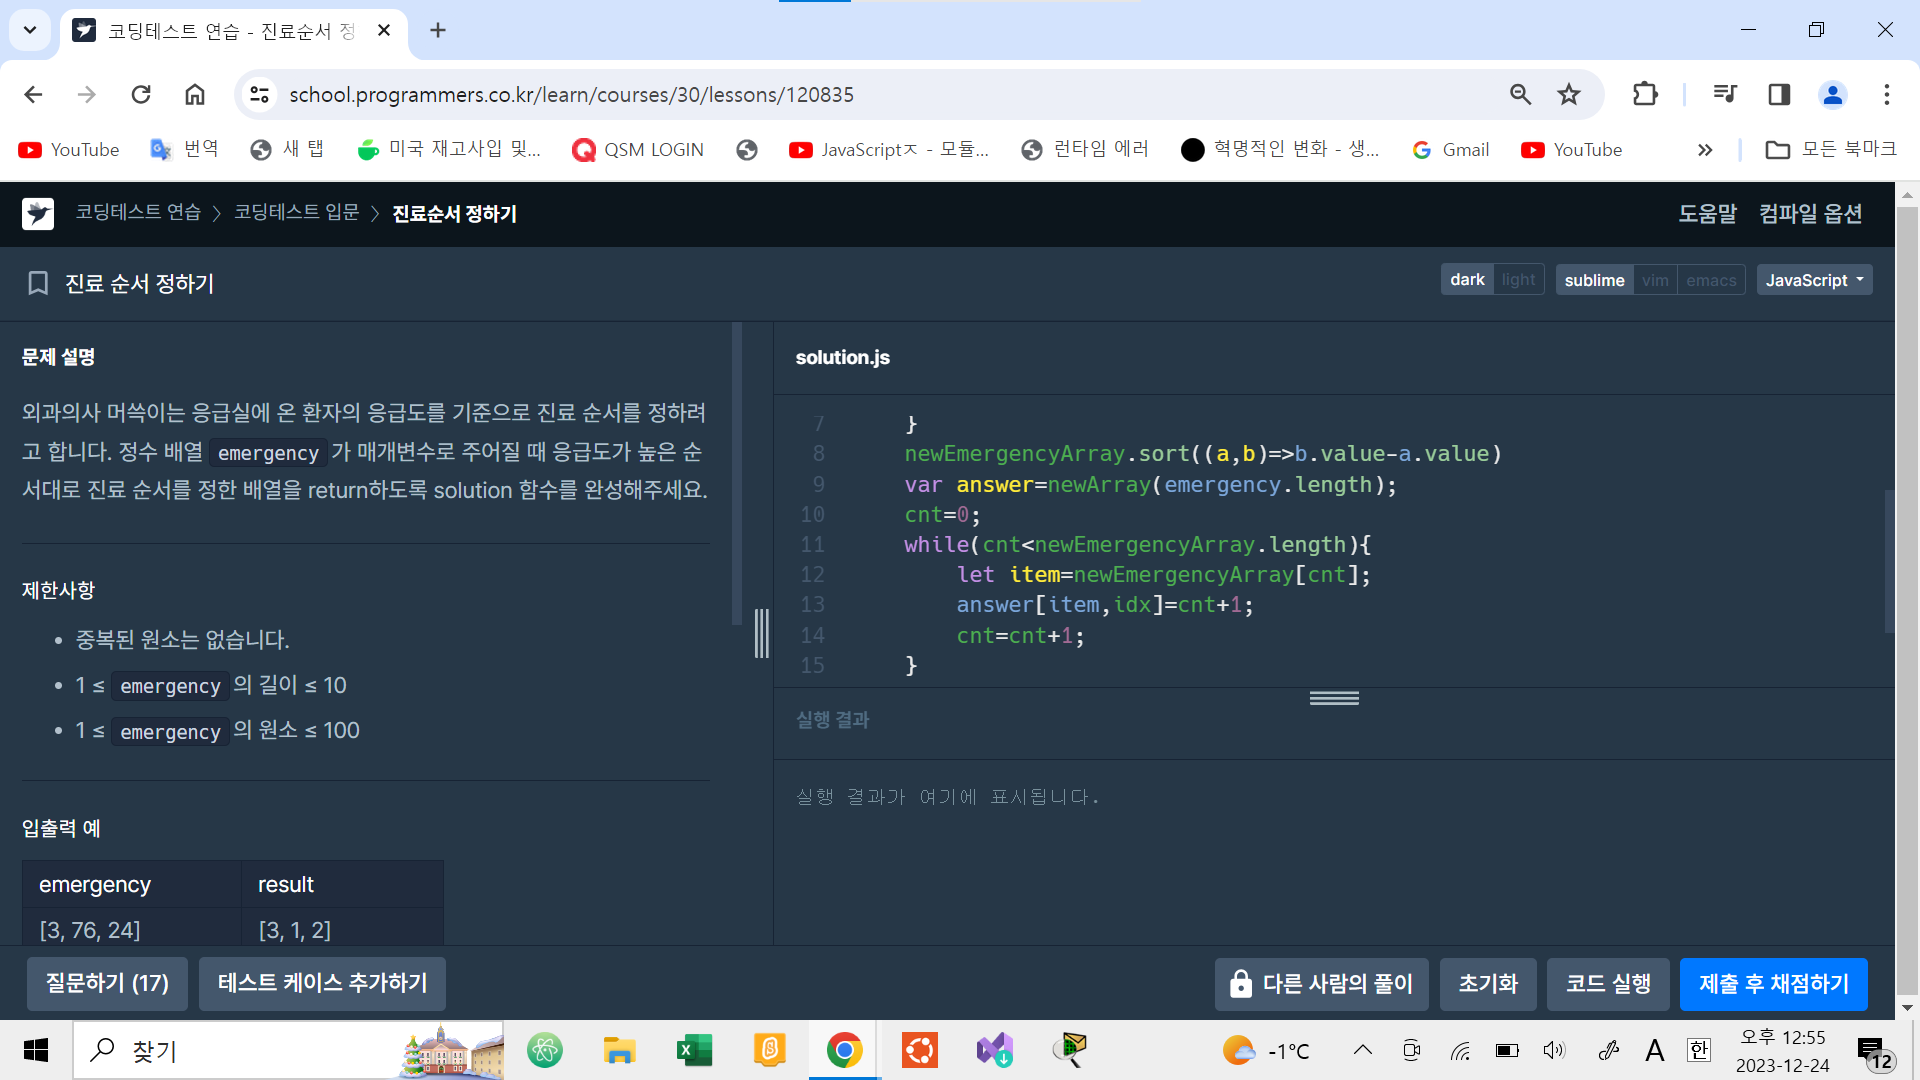 코딩테스트 연습 - 진료순서 정
school.programmers.co.kr/learn/courses/30/lessons/120835
YouTube
번역
새 탭
미국 재고사입 및...
QSM LOGIN
JavaScriptㅈ - 모듈...
런타임 에러
혁명적인 변화 - 생...
Gmail
YouTube
모든 북마크
코딩테스트 연습 > 코딩테스트 입문 > 진료순서 정하기
도움말
컴파일 옵션
진료 순서 정하기
dark light
sublime vim emacs
JavaScript
문제 설명
외과의사 머쓱이는 응급실에 온 환자의 응급도를 기준으로 진료 순서를 정하려
고 합니다. 정수 배열 emergency 가 매개변수로 주어질 때 응급도가 높은 순
서대로 진료 순서를 정한 배열을 return하도록 solution 함수를 완성해주세요.
제한사항
• 중복된 원소는 없습니다.
• 1 ≤ emergency 의 길이 ≤ 10
• 1 ≤ emergency 의 원소 ≤ 100
입출력 예
emergency result
[3, 76, 24] [3, 1, 2]
solution.js
7 }
8 newEmergencyArray.sort((a,b)=>b.value-a.value)
9 var answer=newArray(emergency.length);
10 cnt=0;
11 while(cnt<newEmergencyArray.length){
12 let item=newEmergencyArray[cnt];
13 answer[item,idx]=cnt+1;
14 cnt=cnt+1;
15 }
실행 결과
실행 결과가 여기에 표시됩니다.
질문하기 (17)
테스트 케이스 추가하기
다른 사람의 풀이
초기화
코드 실행
제출 후 채점하기
찾기
-1°C
A
한
오후 12:55
2023-12-24
12